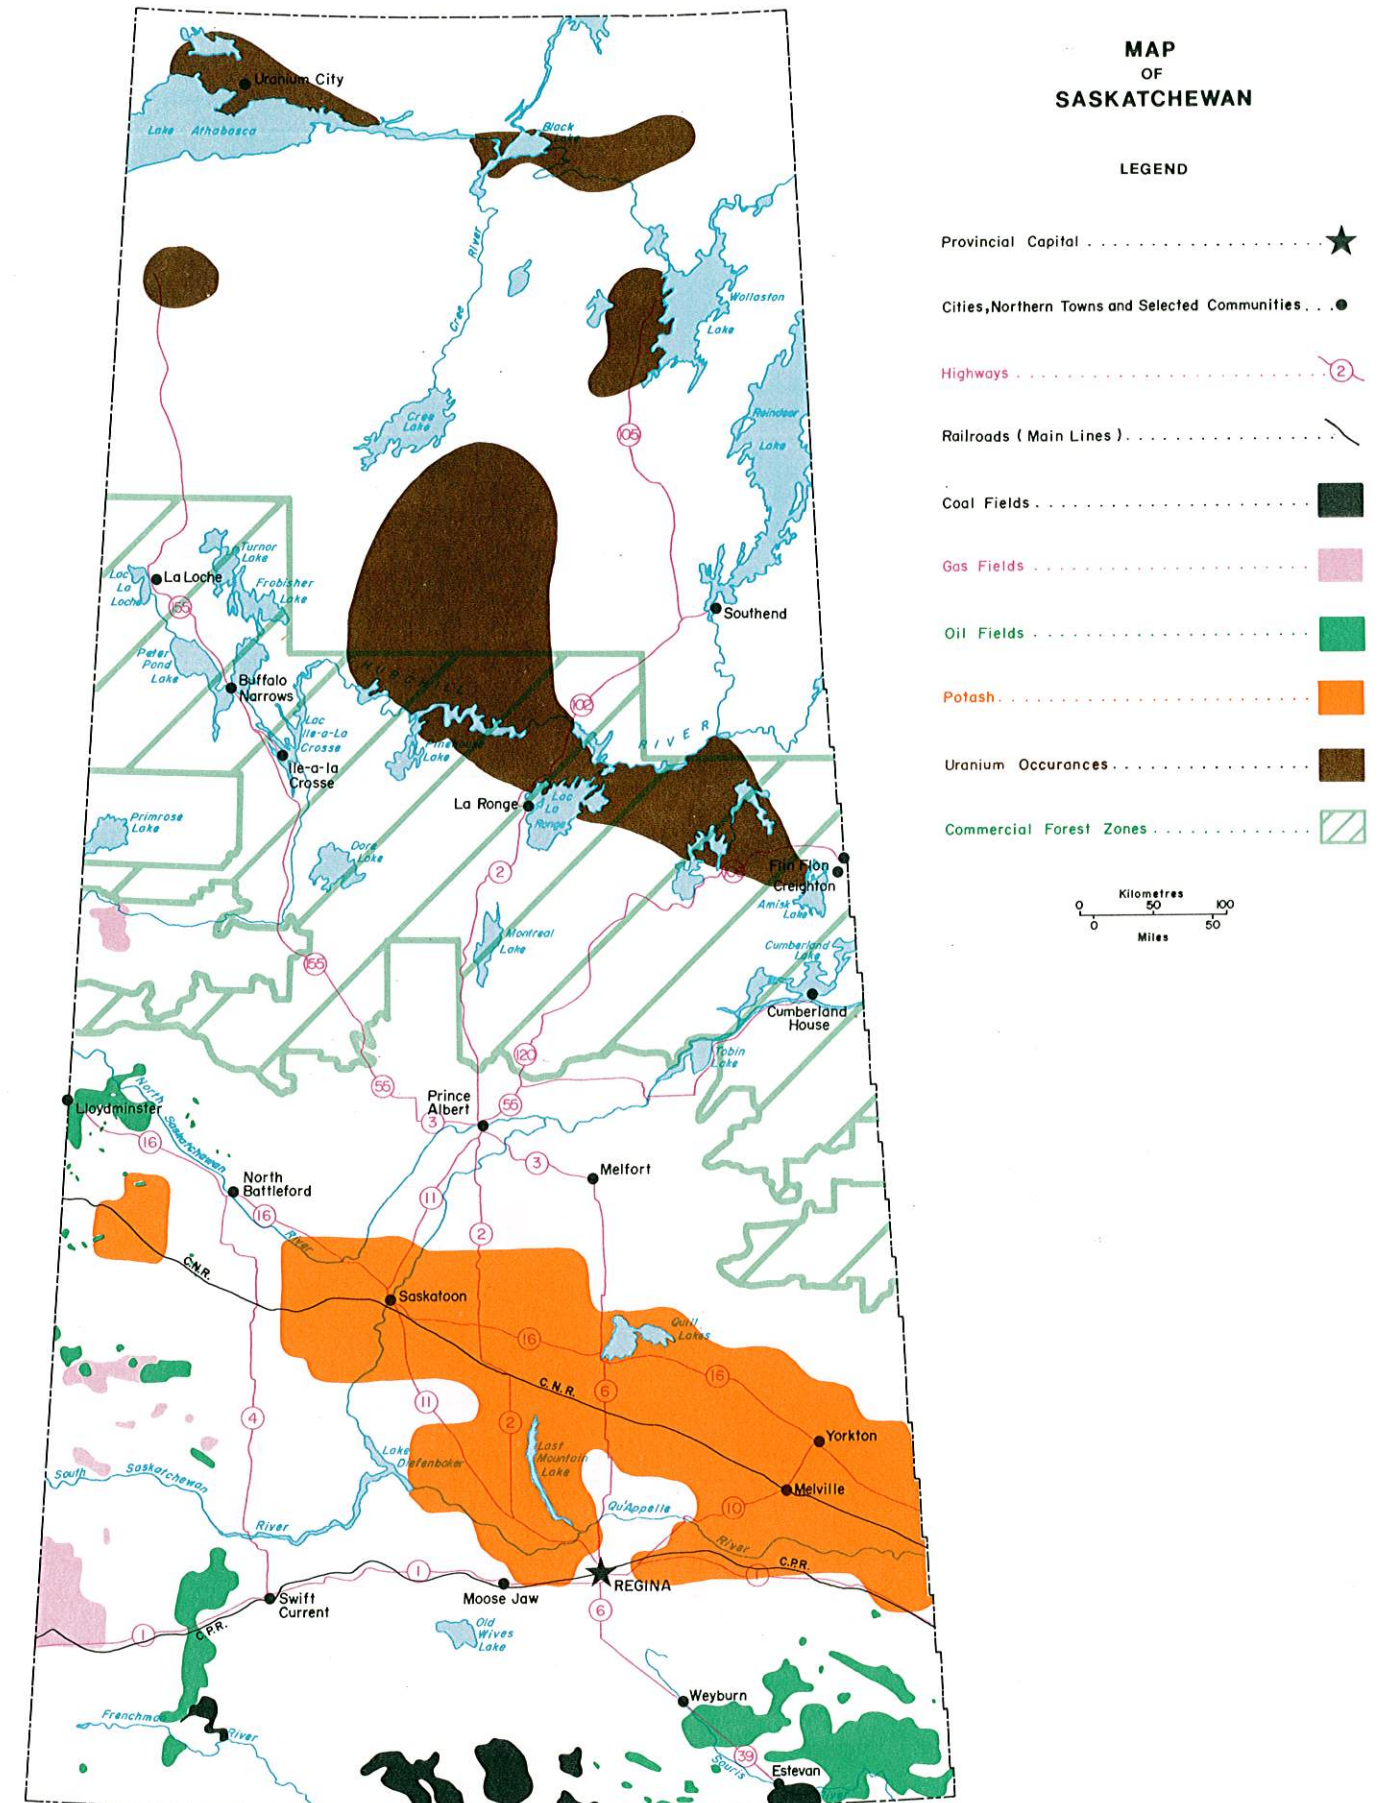 MAP
OF
SASKATCHEWAN
LEGEND
Provincial Capital
Cities, Northern Towns and Selected Communities
Highways
2
Railroads ( Main Lines )
Coal Fields
Gas Fields
Oil Fields
Potash
Uranium Occurances
Commercial Forest Zones
Kilometres
0 50 100
0 50
Miles
Uranium City
Lake Athabasca
Black
Lake
River
Cree
Wollaston
Lake
Cree
Lake
Reindeer
Lake
105
Turnor
Lake
Lac
La
Loche
La Loche
Frobisher
Lake
155
Southend
Peter
Pond
Lake
Buffalo
Narrows
CHURCHILL
102
RIVER
Lac
Ile-a-La
Crosse
Ile-a-la
Crosse
Pinehouse
Lake
La Ronge
Lac
La
Ronge
Primrose
Lake
Dore
Lake
2
Flin Flon
Creighton
Amisk
Lake
Montreal
Lake
Cumberland
Lake
155
Cumberland
House
Tobin
Lake
120
55
55
Prince
Albert
3
North
Saskatchewan
Lloydminster
16
3
Melfort
North
Battleford
11
16
2
River
C.N.R.
Saskatoon
16
Quill
Lakes
16
C.N.R.
6
11
4
2
Yorkton
Lake
Diefenbaker
Last
Mountain
Lake
South Saskatchewan
Melville
10
Qu'Appelle
River
River
C.P.R.
1
1
REGINA
Moose Jaw
Swift
Current
6
1
C.P.R.
Old
Wives
Lake
Weyburn
Frenchman
River
39
Souris
Estevan
River